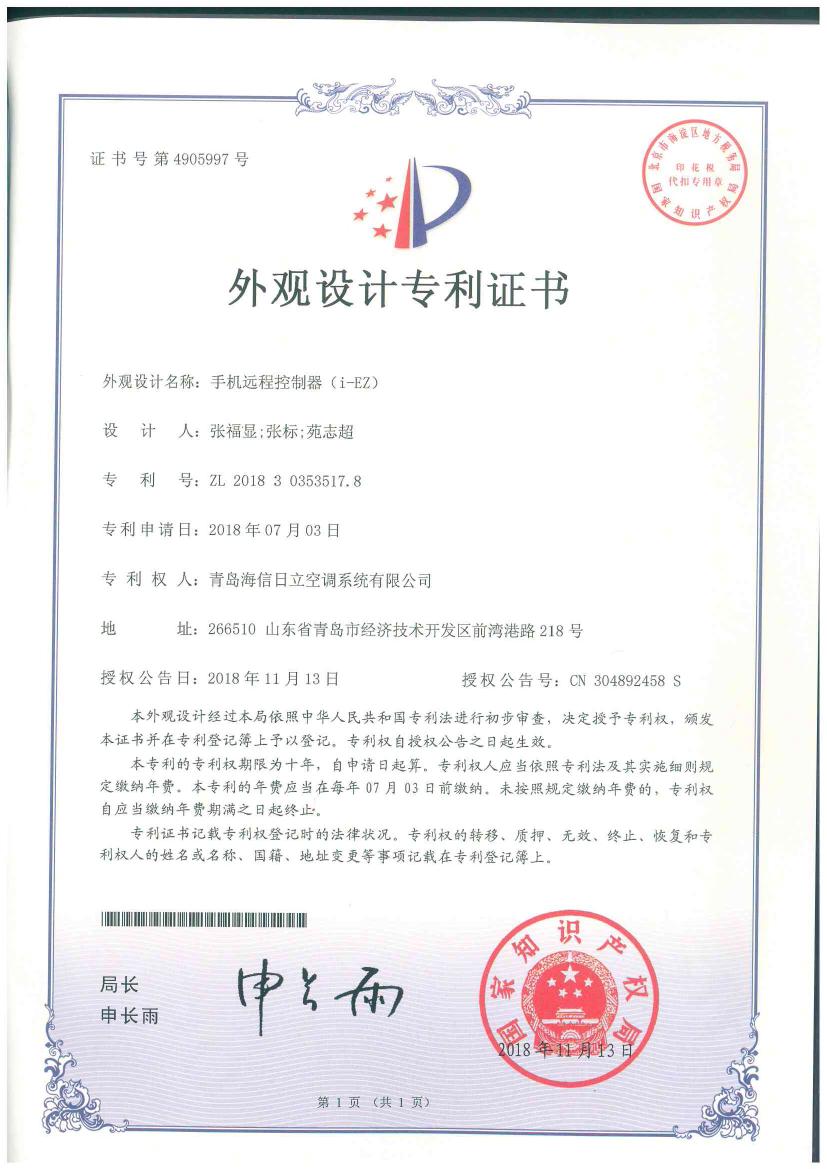 证书号第4905997号
北京市海淀区地方税务局
印花税
代扣专用章
国家知识产权局
外观设计专利证书
外观设计名称：手机远程控制器（i-EZ）
设计人：张福显;张标;苑志超
专利号：ZL 2018 3 0353517.8
专利申请日：2018年07月03日
专利权人：青岛海信日立空调系统有限公司
地址：266510 山东省青岛市经济技术开发区前湾港路218号
授权公告日：2018年11月13日 授权公告号：CN 304892458 S
本外观设计经过本局依照中华人民共和国专利法进行初步审查，决定授予专利权，颁发
本证书并在专利登记簿上予以登记。专利权自授权公告之日起生效。
本专利的专利权期限为十年，自申请日起算。专利权人应当依照专利法及其实施细则规
定缴纳年费。本专利的年费应当在每年07月03日前缴纳。未按照规定缴纳年费的，专利权
自应当缴纳年费期满之日起终止。
专利证书记载专利权登记时的法律状况。专利权的转移、质押、无效、终止、恢复和专
利权人的姓名或名称、国籍、地址变更等事项记载在专利登记簿上。
局长
申长雨
申长雨
国家知识产权局
2018年11月13日
第1页（共1页）